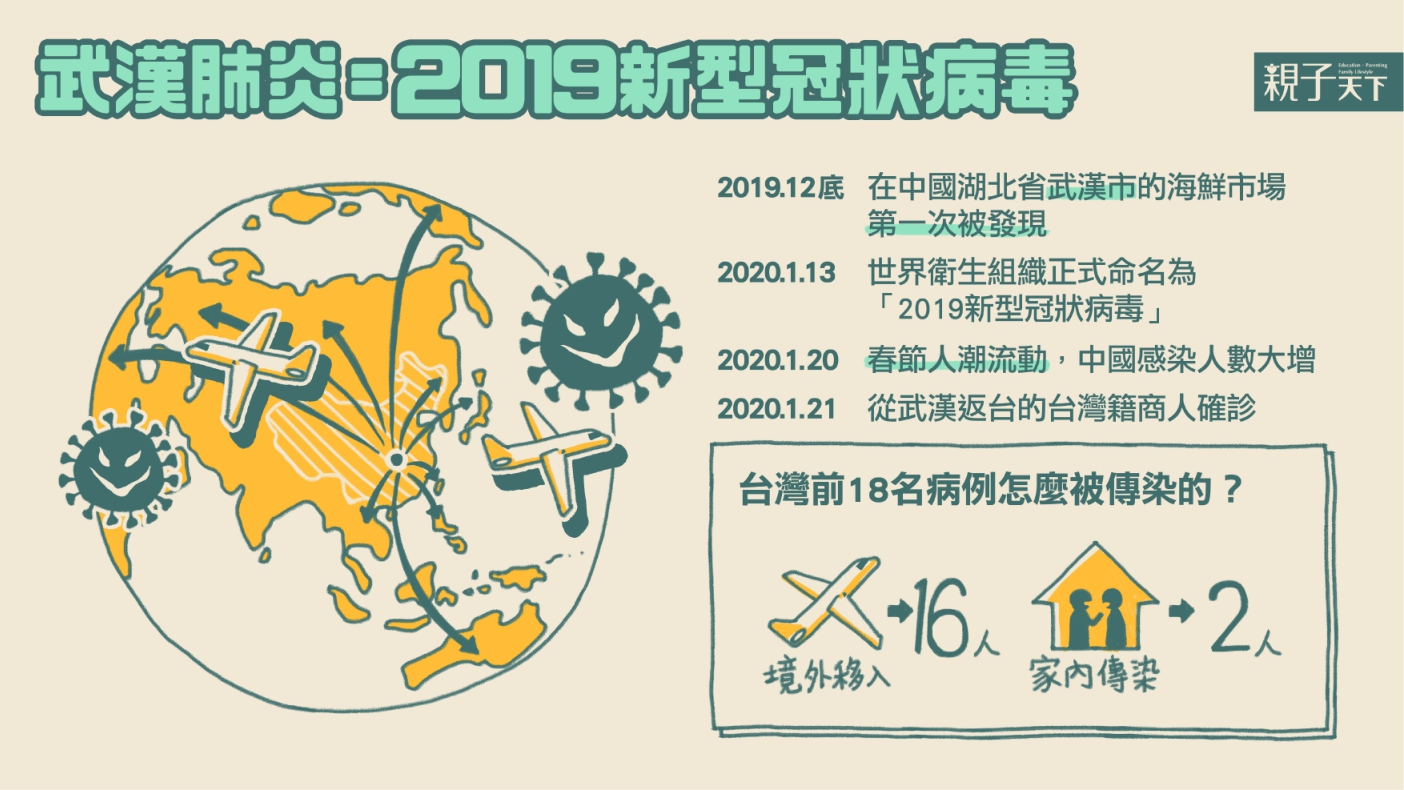 武漢肺炎=2019新型冠狀病毒
親子天下
Education · Parenting
Family Lifestyle
2019.12底 在中國湖北省武漢市的海鮮市場
第一次被發現
2020.1.13 世界衛生組織正式命名為
「2019新型冠狀病毒」
2020.1.20 春節人潮流動，中國感染人數大增
2020.1.21 從武漢返台的台灣籍商人確診
台灣前18名病例怎麼被傳染的？
16人
2人
境外移入
家內傳染